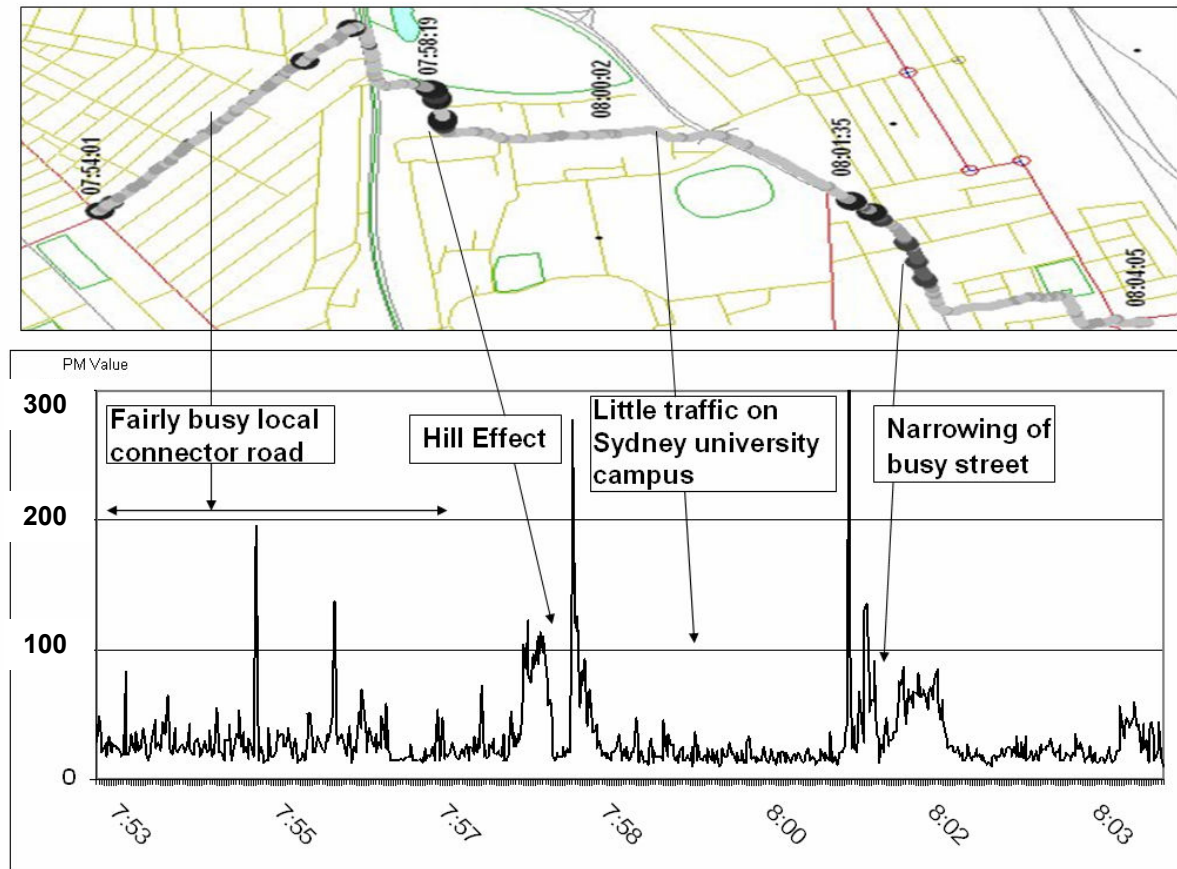 07:54:01
07:58:19
08:00:02
08:01:35
08:04:05
PM Value
300
200
100
0
Fairly busy local
connector road
Hill Effect
Little traffic on
Sydney university
campus
Narrowing of
busy street
7:53
7:55
7:57
7:58
8:00
8:02
8:03